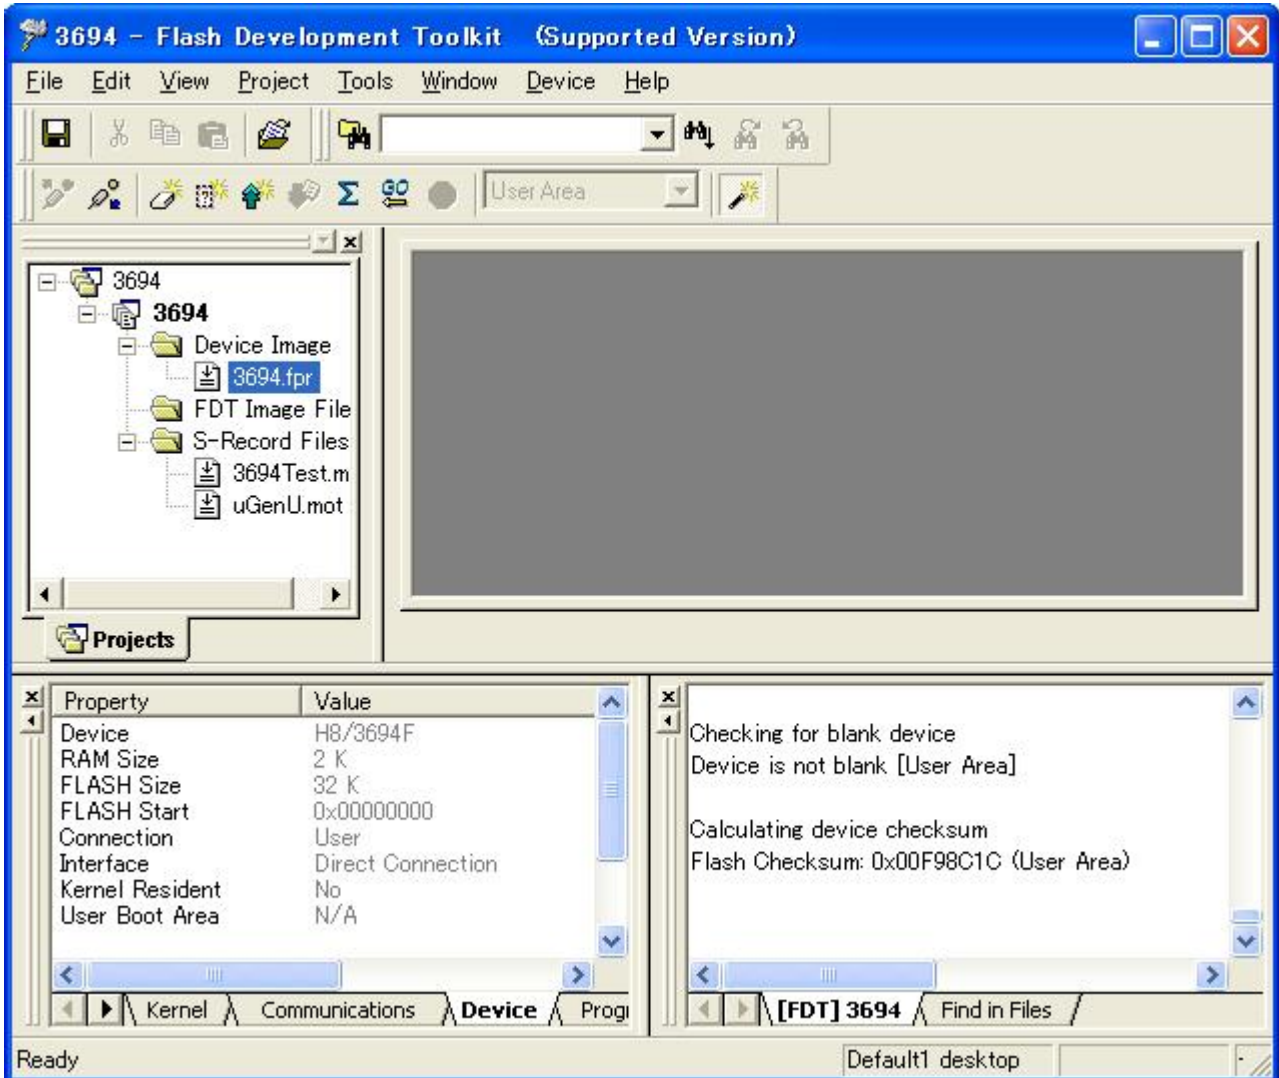 3694 - Flash Development Toolkit (Supported Version)
File Edit View Project Tools Window Device Help
User Area
3694
3694
Device Image
3694.fpr
FDT Image File
S-Record Files
3694Test.m
uGenU.mot
Projects
Property Value
Device H8/3694F
RAM Size 2 K
FLASH Size 32 K
FLASH Start 0x00000000
Connection User
Interface Direct Connection
Kernel Resident No
User Boot Area N/A
Kernel Communications Device Progr
Checking for blank device
Device is not blank [User Area]
Calculating device checksum
Flash Checksum: 0x00F98C1C (User Area)
[FDT] 3694 Find in Files
Ready Default1 desktop